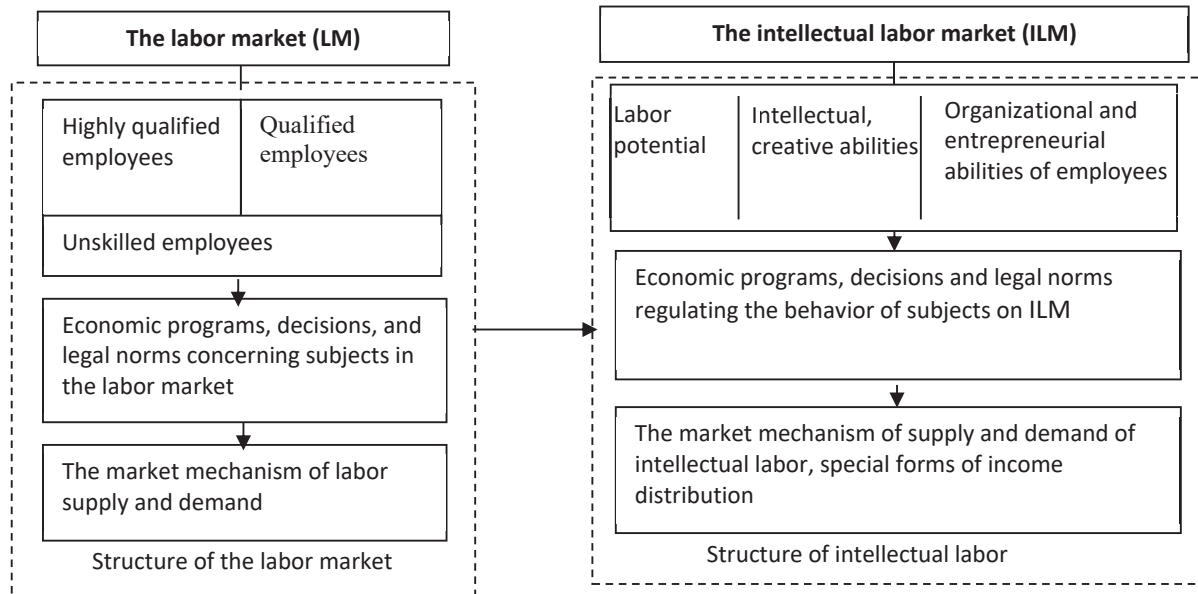 The labor market (LM)
Highly qualified
employees
Qualified
employees
Unskilled employees
Economic programs, decisions, and
legal norms concerning subjects in
the labor market
The market mechanism of labor
supply and demand
Structure of the labor market
The intellectual labor market (ILM)
Labor
potential
Intellectual,
creative abilities
Organizational and
entrepreneurial
abilities of employees
Economic programs, decisions and legal norms
regulating the behavior of subjects on ILM
The market mechanism of supply and demand of
intellectual labor, special forms of income
distribution
Structure of intellectual labor